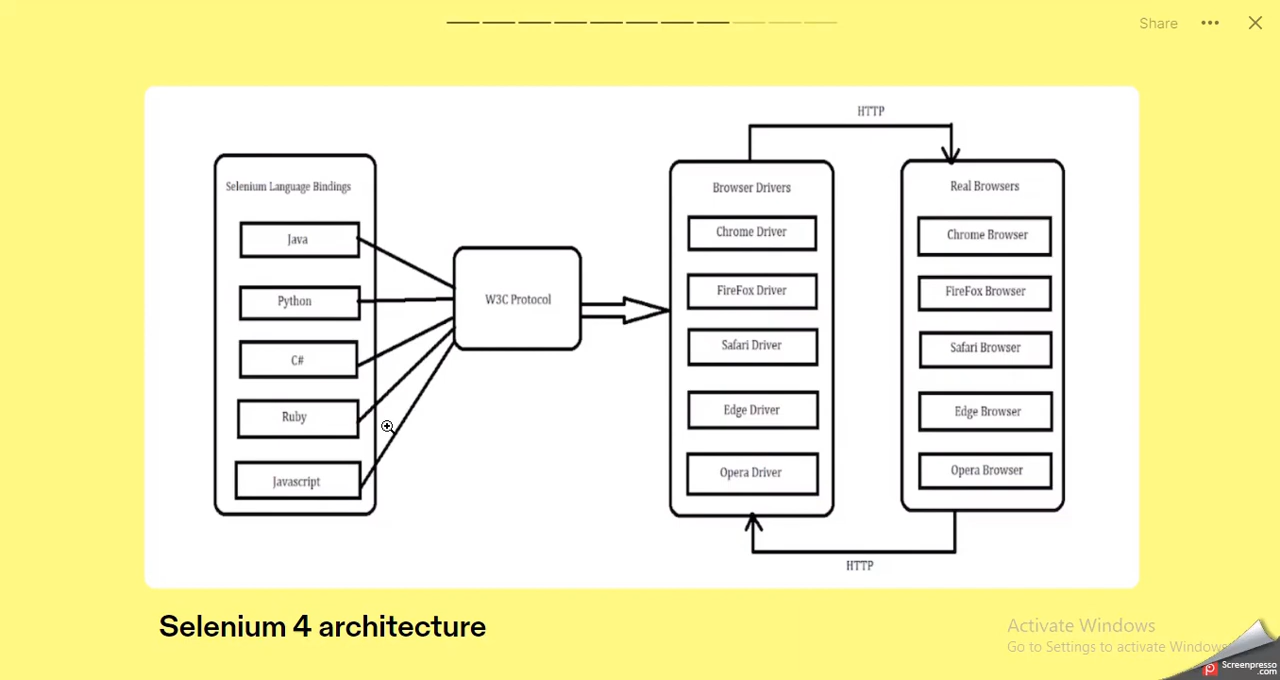 Share
HTTP
Selenium Language Bindings
Java
Python
C#
Ruby
Javascript
W3C Protocol
Browser Drivers
Chrome Driver
FireFox Driver
Safari Driver
Edge Driver
Opera Driver
Real Browsers
Chrome Browser
FireFox Browser
Safari Browser
Edge Browser
Opera Browser
HTTP
Selenium 4 architecture
Activate Windows
Go to Settings to activate Windows
Screenpresso
.com